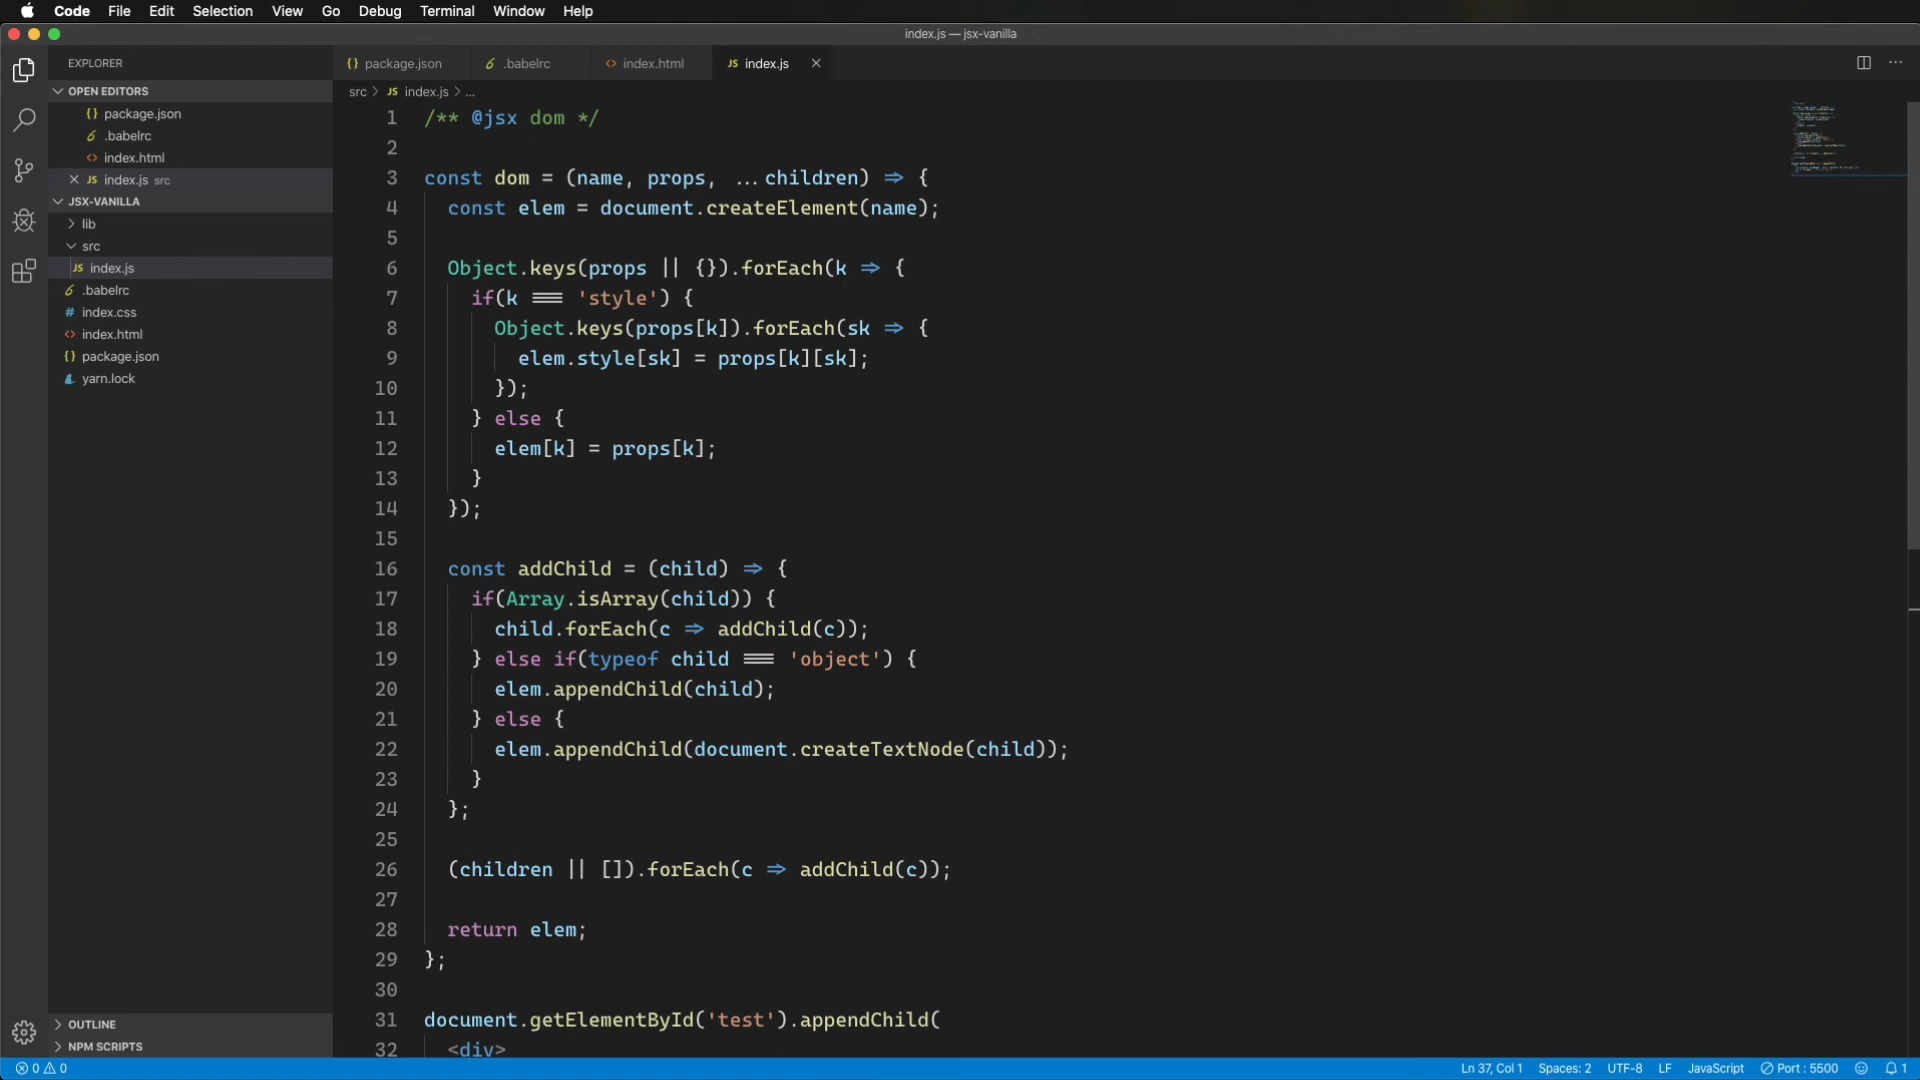 Code File Edit Selection View Go Debug Terminal Window Help
index.js — jsx-vanilla
EXPLORER
OPEN EDITORS
{} package.json
.babelrc
<> index.html
JS index.js src
JSX-VANILLA
lib
src
JS index.js
.babelrc
# index.css
<> index.html
{} package.json
yarn.lock
OUTLINE
NPM SCRIPTS
{} package.json .babelrc <> index.html JS index.js
src > JS index.js > ...
1 /** @jsx dom */
2
3 const dom = (name, props, ...children) => {
4 const elem = document.createElement(name);
5
6 Object.keys(props || {}).forEach(k => {
7 if(k === 'style') {
8 Object.keys(props[k]).forEach(sk => {
9 elem.style[sk] = props[k][sk];
10 });
11 } else {
12 elem[k] = props[k];
13 }
14 });
15
16 const addChild = (child) => {
17 if(Array.isArray(child)) {
18 child.forEach(c => addChild(c));
19 } else if(typeof child === 'object') {
20 elem.appendChild(child);
21 } else {
22 elem.appendChild(document.createTextNode(child));
23 }
24 };
25
26 (children || []).forEach(c => addChild(c));
27
28 return elem;
29 };
30
31 document.getElementById('test').appendChild(
32 <div>
0 0 Ln 37, Col 1 Spaces: 2 UTF-8 LF JavaScript Port : 5500 1